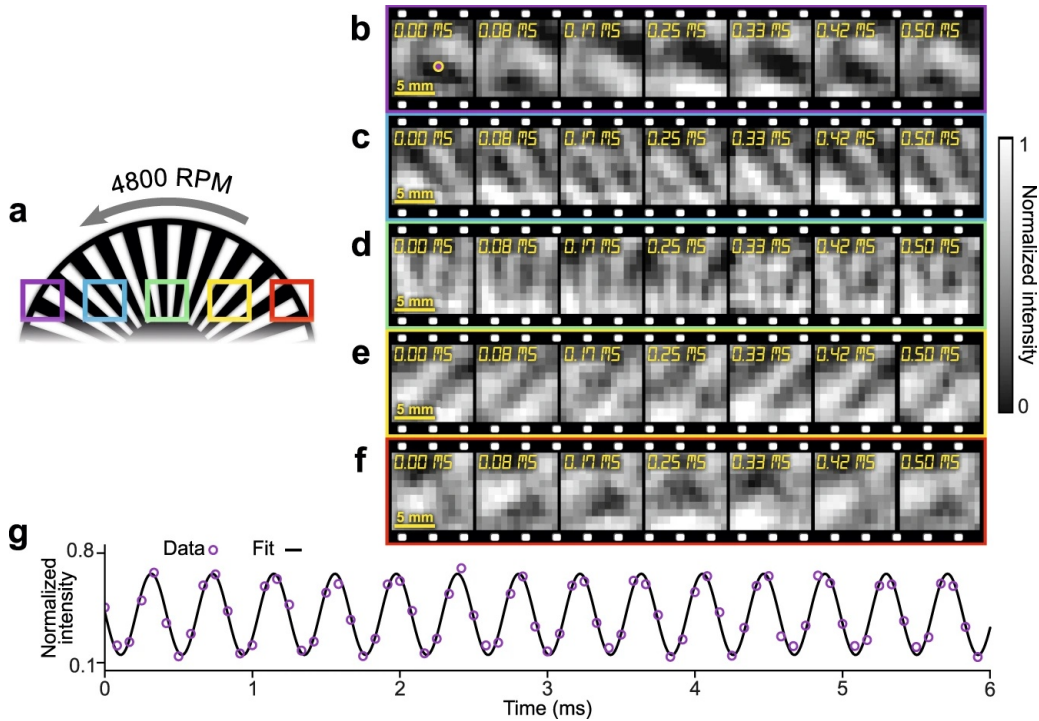 a
4800 RPM
b
0.00 MS 0.08 MS 0.17 MS 0.25 MS 0.33 MS 0.42 MS 0.50 MS
5 mm
c
0.00 MS 0.08 MS 0.17 MS 0.25 MS 0.33 MS 0.42 MS 0.50 MS
5 mm
d
0.00 MS 0.08 MS 0.17 MS 0.25 MS 0.33 MS 0.42 MS 0.50 MS
5 mm
e
0.00 MS 0.08 MS 0.17 MS 0.25 MS 0.33 MS 0.42 MS 0.50 MS
5 mm
f
0.00 MS 0.08 MS 0.17 MS 0.25 MS 0.33 MS 0.42 MS 0.50 MS
5 mm
1
Normalized intensity
0
g
Data Fit
Normalized
intensity
0.8
0.1
0 1 2 3 4 5 6
Time (ms)